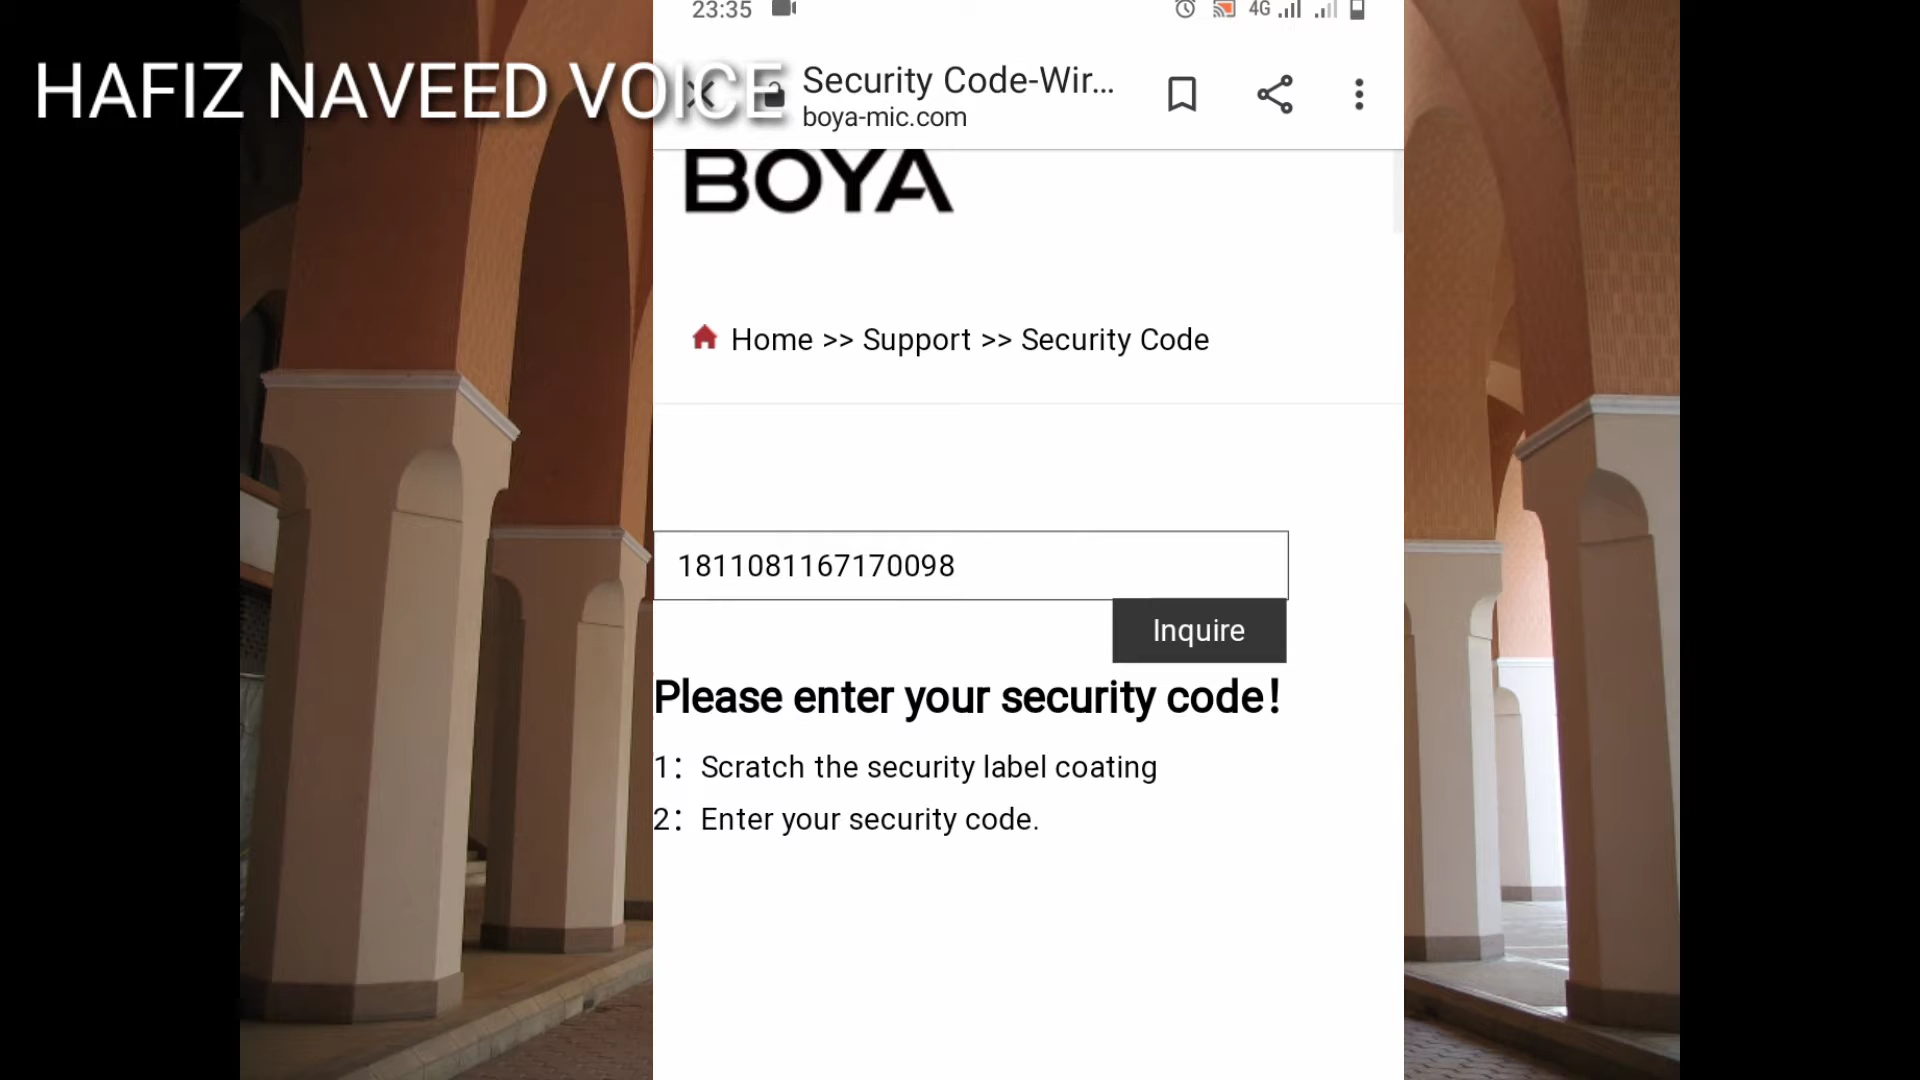 23:35
4G
HAFIZ NAVEED VOICE
Security Code-Wir...
boya-mic.com
BOYA
Home >> Support >> Security Code
1811081167170098
Inquire
Please enter your security code!
1: Scratch the security label coating
2: Enter your security code.